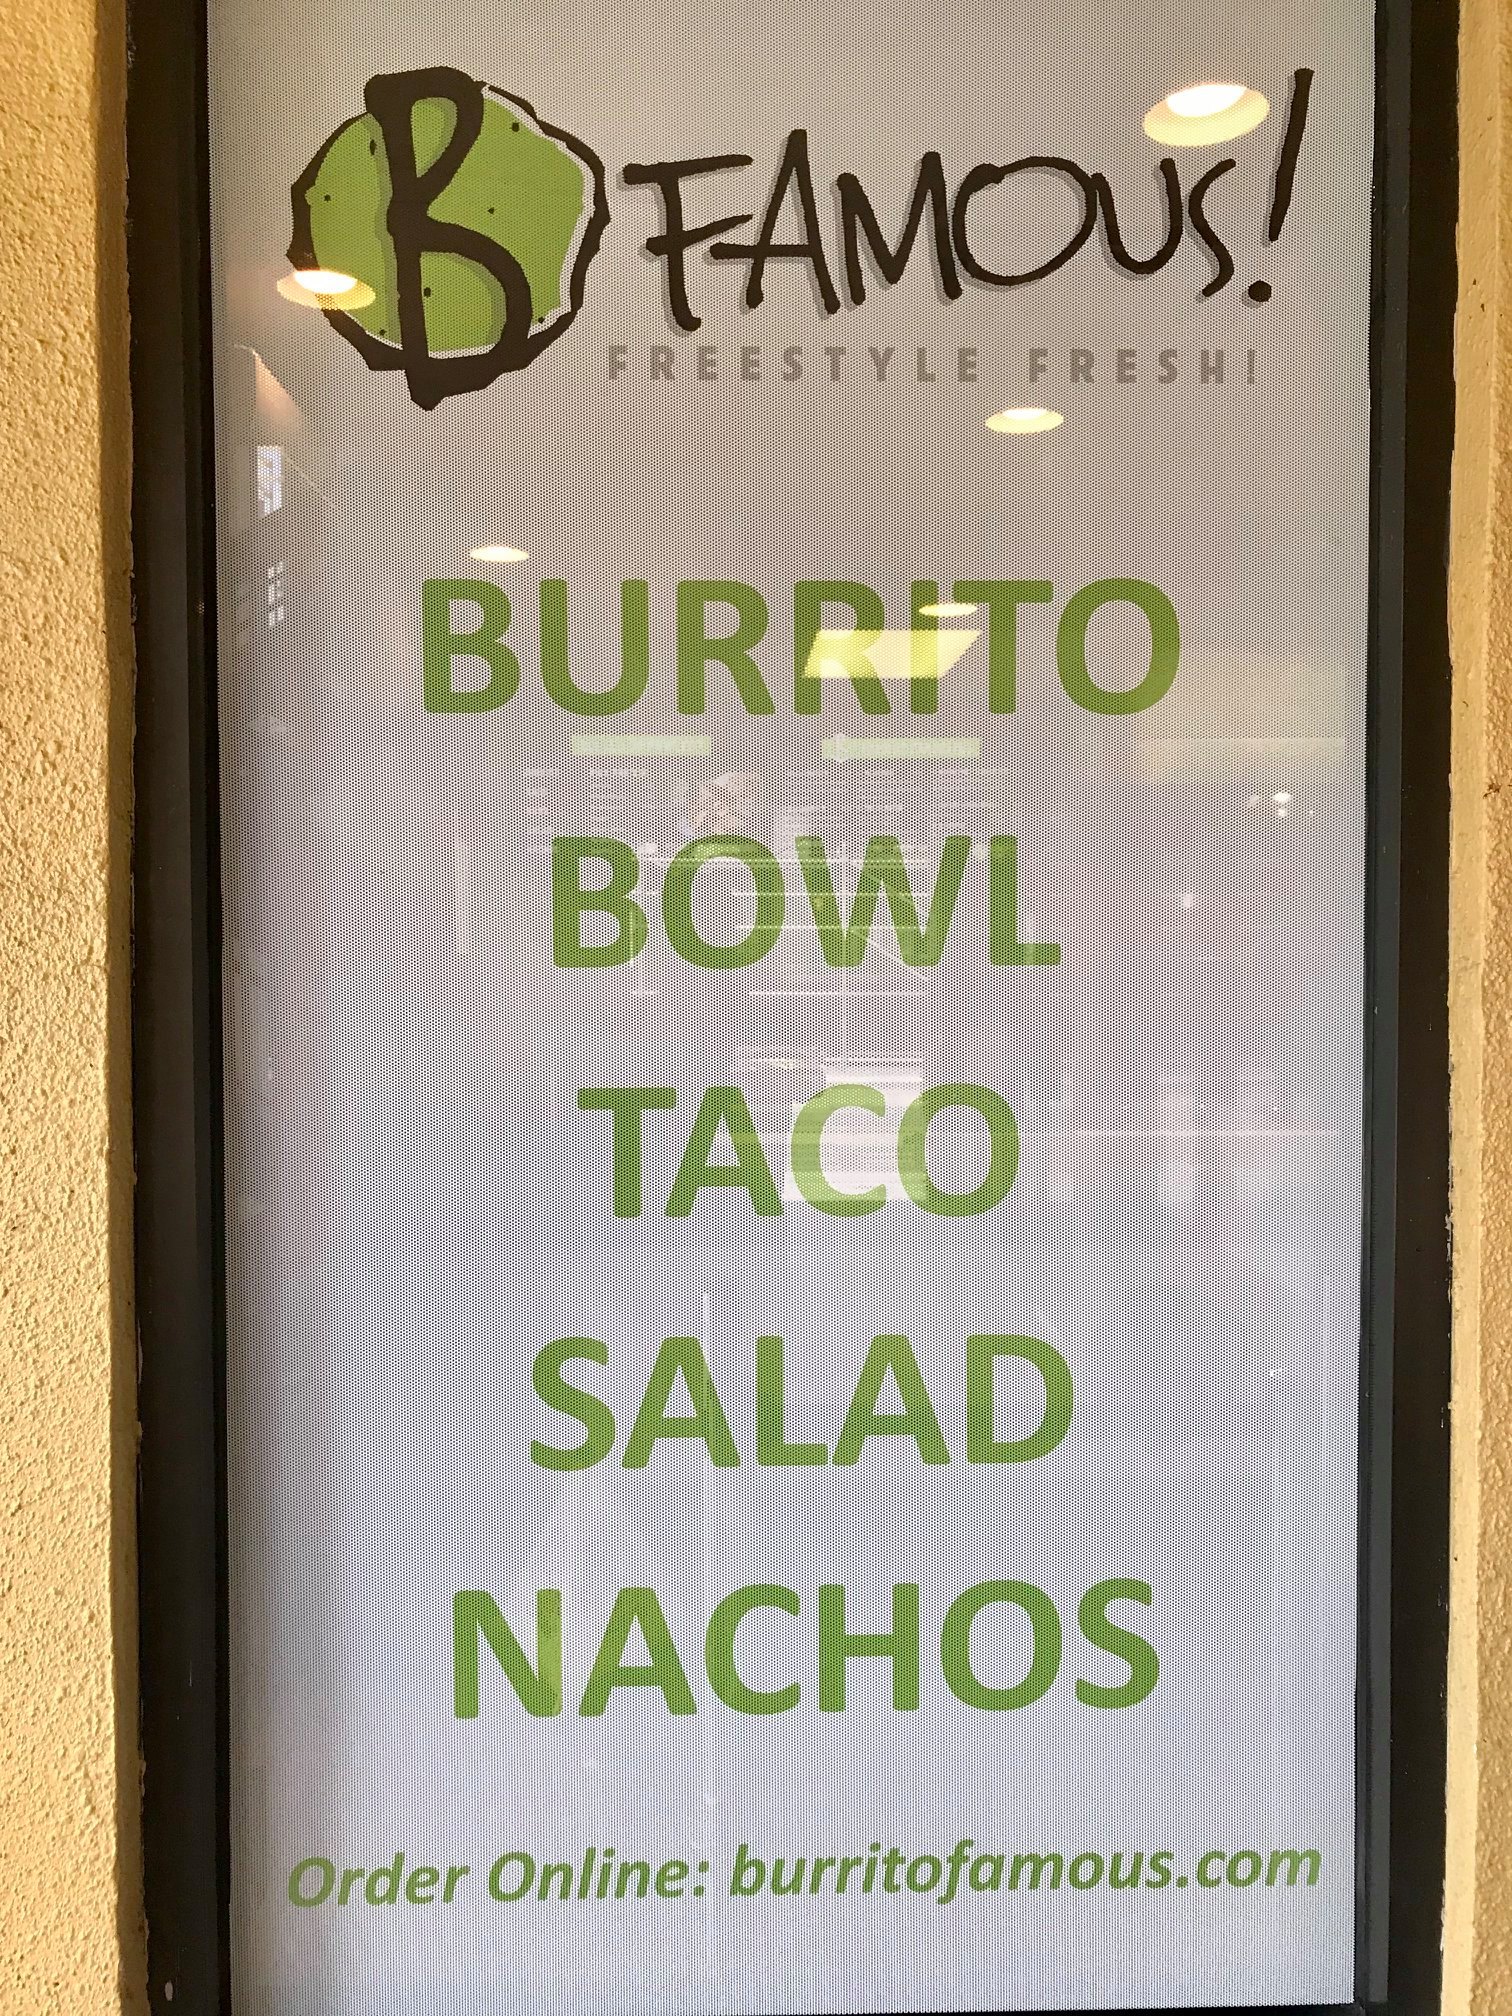 B FAMOUS!
FREESTYLE FRESH!
BURRITO
BOWL
TACO
SALAD
NACHOS
Order Online: burritofamous.com